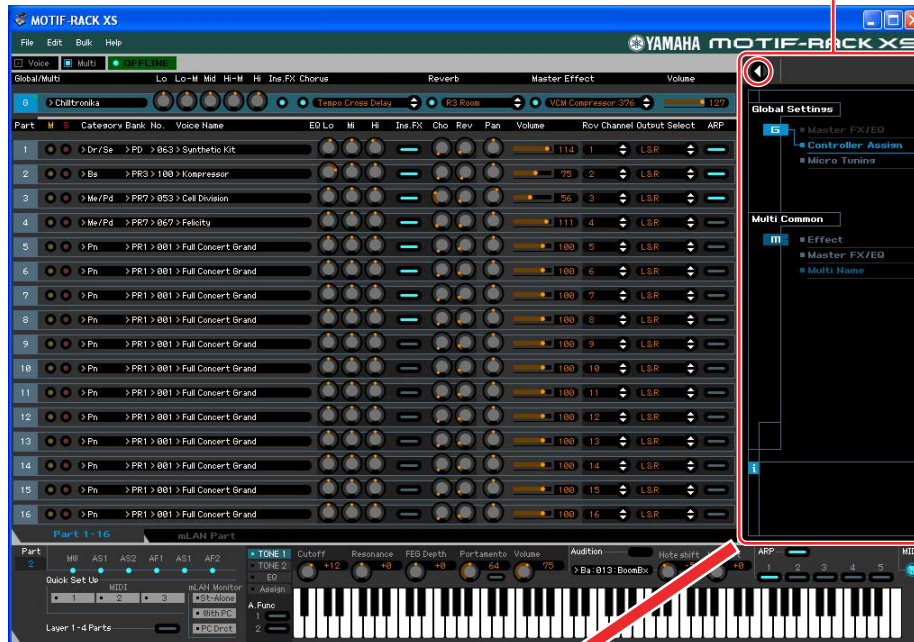 MOTIF-RACK XS
File Edit Bulk Help
YAMAHA MOTIF-RACK XS
Voice Multi OFFLINE
Global/Multi Lo Lo-M Mid Hi-M Hi Ins.FX Chorus Reverb Master Effect Volume
G >Chilltronika Tempo Cross Delay R3 Room VCM Compressor 376 127
Part M S Category Bank No. Voice Name EQ Lo Mi Hi Ins.FX Cho Rev Pan Volume Rcv Channel Output Select ARP
1 >Dr/Se >PD >063 >Synthetic Kit 114 1 L&R
2 >Bs >PR3 >100 >Kompressor 75 2 L&R
3 >Me/Pd >PR7 >053 >Cell Division 56 3 L&R
4 >Me/Pd >PR7 >067 >Felicity 111 4 L&R
5 >Pn >PR1 >001 >Full Concert Grand 100 5 L&R
6 >Pn >PR1 >001 >Full Concert Grand 100 6 L&R
7 >Pn >PR1 >001 >Full Concert Grand 100 7 L&R
8 >Pn >PR1 >001 >Full Concert Grand 100 8 L&R
9 >Pn >PR1 >001 >Full Concert Grand 100 9 L&R
10 >Pn >PR1 >001 >Full Concert Grand 100 10 L&R
11 >Pn >PR1 >001 >Full Concert Grand 100 11 L&R
12 >Pn >PR1 >001 >Full Concert Grand 100 12 L&R
13 >Pn >PR1 >001 >Full Concert Grand 100 13 L&R
14 >Pn >PR1 >001 >Full Concert Grand 100 14 L&R
15 >Pn >PR1 >001 >Full Concert Grand 100 15 L&R
16 >Pn >PR1 >001 >Full Concert Grand 100 16 L&R
Global Settings
G Master FX/EQ
Controller Assign
Micro Tuning
Multi Common
m Effect
Master FX/EQ
Multi Name
i
Part 1-16 mLAN Part
Part
2
MW AS1 AS2 AF1 AS1 AF2
Quick Set Up
MIDI mLAN Monitor
1 2 3 St-Alone
With PC
Layer 1-4 Parts PC Drct
TONE 1
TONE 2
EQ
Assign
A.Func
1
2
Cutoff Resonance FEG Depth Portamento Volume
+12 +0 +0 64 75
Audition Note shift
>Ba:013:BoomBx +0
ARP
1 2 3 4 5